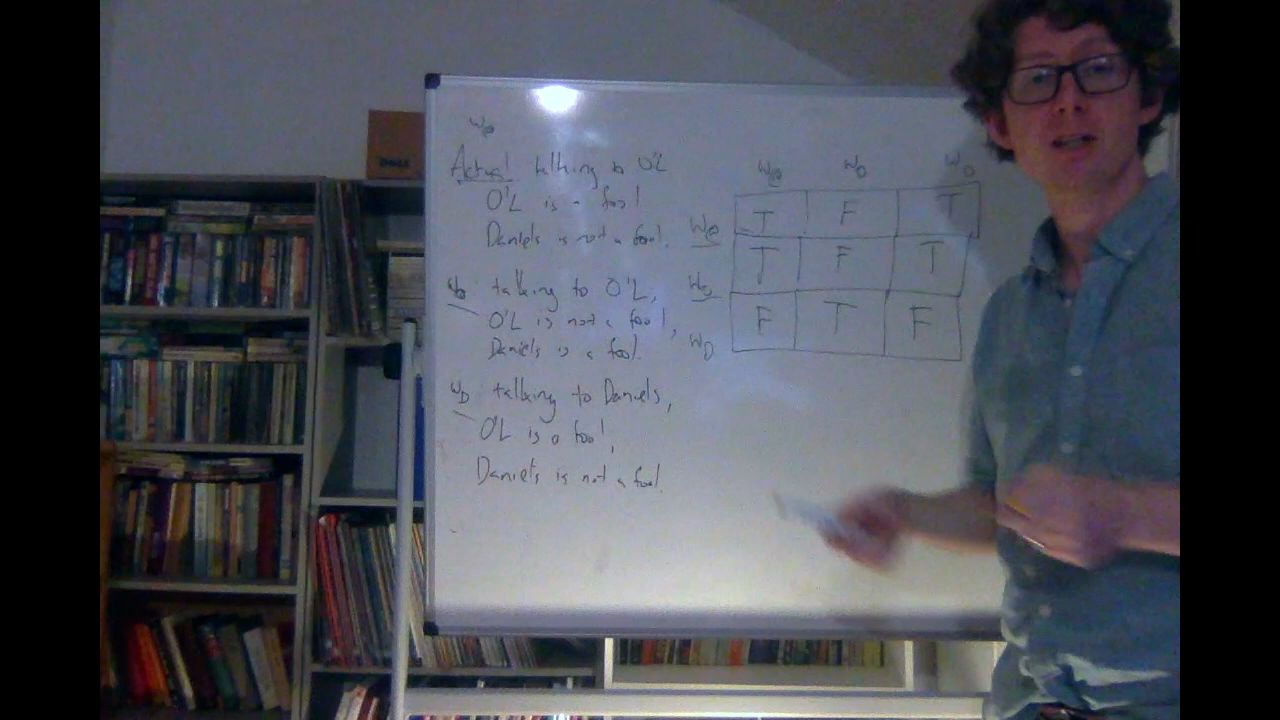 w@
Actual talking to O'L
O'L is a fool
Daniels is not a fool.
talking to O'L,
O'L is not a fool,
Daniels is a fool.
wD talking to Daniels,
O'L is a fool,
Daniels is not a fool.
w@ wO wD
w@ T F T
T F T
wD F T F